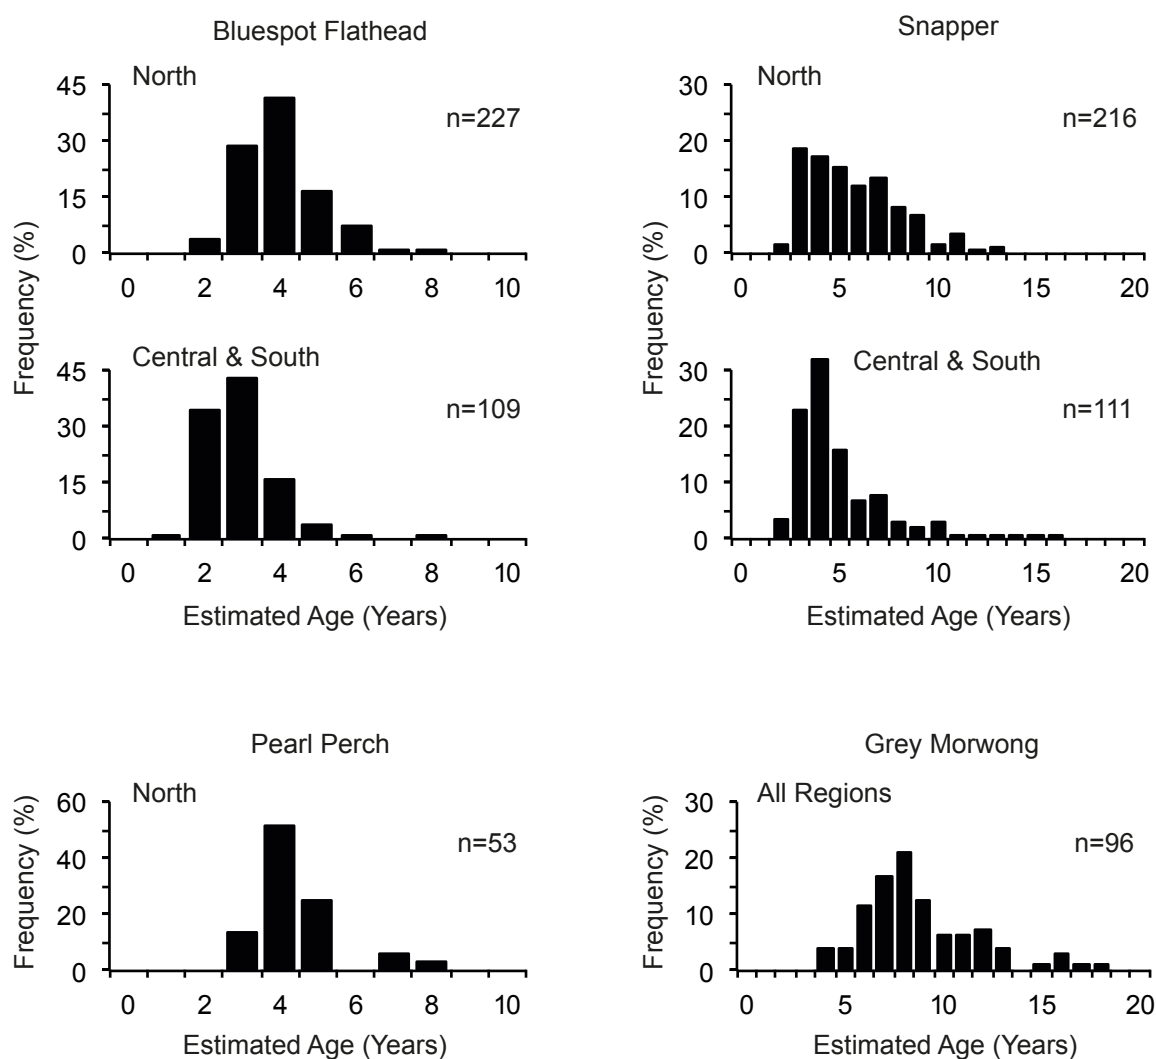 Bluespot Flathead
North
n=227
45
30
15
0
0 2 4 6 8 10
Frequency (%)
Central & South
n=109
45
30
15
0
0 2 4 6 8 10
Estimated Age (Years)
Snapper
North
n=216
30
20
10
0
0 5 10 15 20
Frequency (%)
Central & South
n=111
30
20
10
0
0 5 10 15 20
Estimated Age (Years)
Pearl Perch
North
n=53
60
40
20
0
Frequency (%)
0 2 4 6 8 10
Estimated Age (Years)
Grey Morwong
All Regions
n=96
30
20
10
0
Frequency (%)
0 5 10 15 20
Estimated Age (Years)